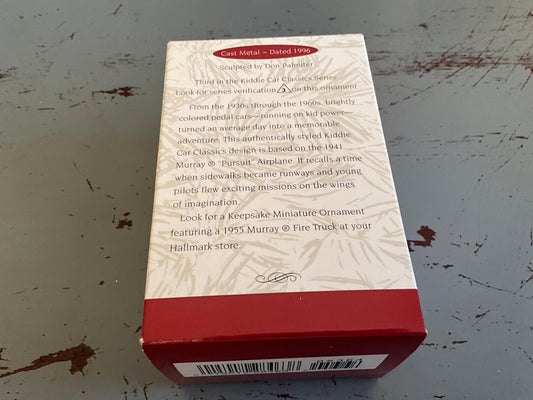 Cast Metal ~ Dated 1996
Sculpted by Don Palmiter
Third in the Kiddie Car Classics Series
Look for series verification 3 on this ornament
From the 1930s through the 1960s, brightly
colored pedal cars—running on kid power—
turned an average day into a memorable
adventure. This authentically styled Kiddie
Car Classics design is based on the 1941
Murray ® "Pursuit" Airplane. It recalls a time
when sidewalks became runways and young
pilots flew exciting missions on the wings
of imagination.
Look for a Keepsake Miniature Ornament
featuring a 1955 Murray ® Fire Truck at your
Hallmark store.